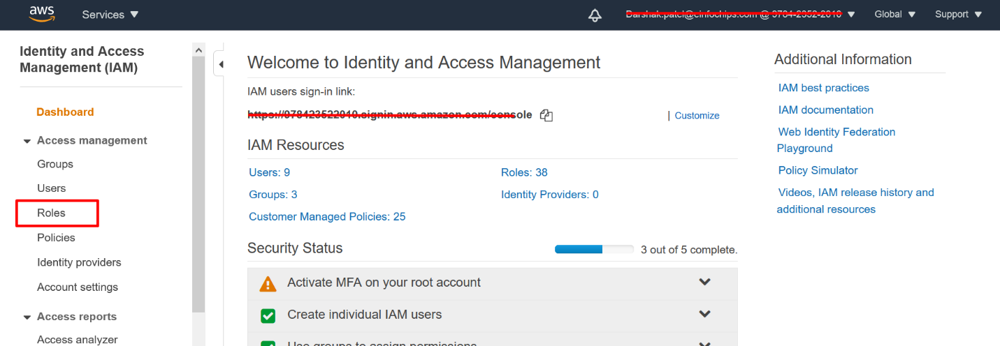 aws
Services
Global
Support
Identity and Access
Management (IAM)
Dashboard
Access management
Groups
Users
Roles
Policies
Identity providers
Account settings
Access reports
Access analyzer
Welcome to Identity and Access Management
IAM users sign-in link:
| Customize
IAM Resources
Users: 9
Roles: 38
Groups: 3
Identity Providers: 0
Customer Managed Policies: 25
Security Status
3 out of 5 complete.
Activate MFA on your root account
Create individual IAM users
Use groups to assign permissions
Additional Information
IAM best practices
IAM documentation
Web Identity Federation
Playground
Policy Simulator
Videos, IAM release history and
additional resources